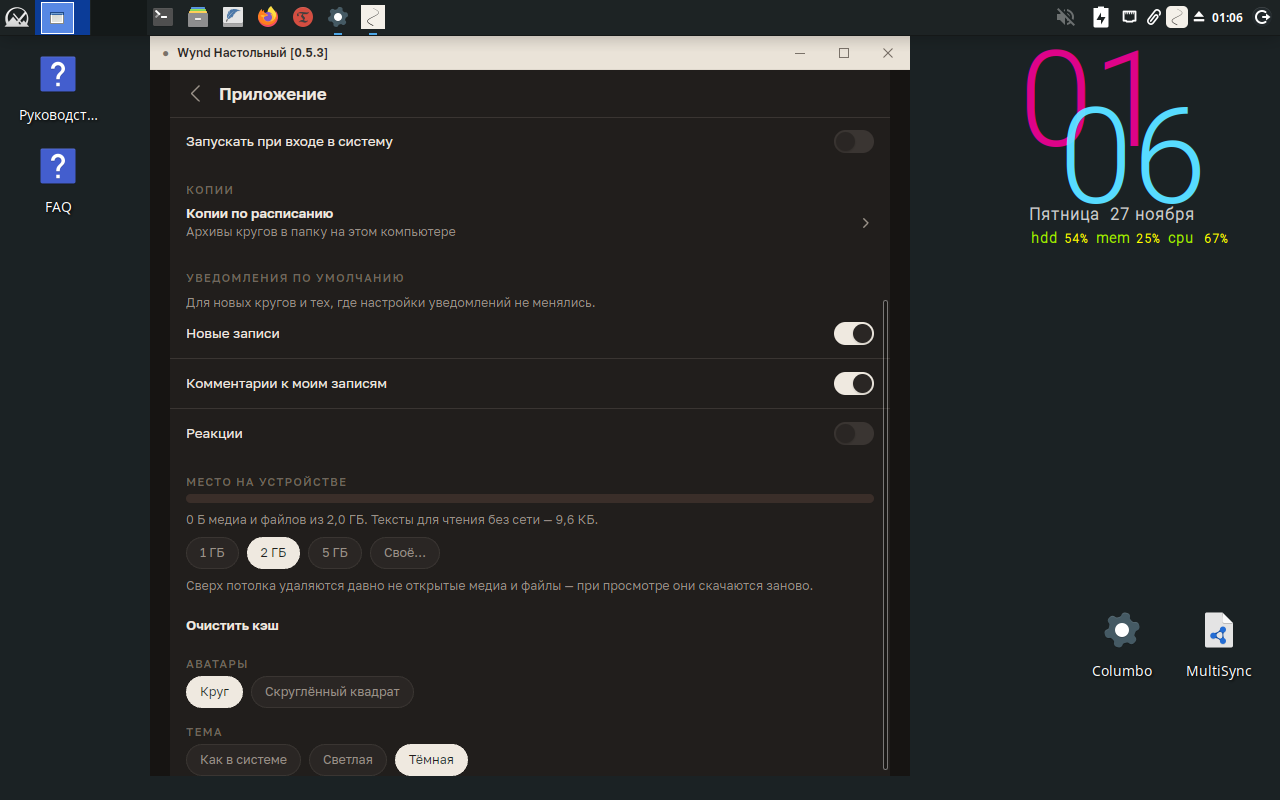 01:06
Wynd Настольный [0.5.3]
Руководст...
FAQ
Приложение
Запускать при входе в систему
КОПИИ
Копии по расписанию
Архивы кругов в папку на этом компьютере
УВЕДОМЛЕНИЯ ПО УМОЛЧАНИЮ
Для новых кругов и тех, где настройки уведомлений не менялись.
Новые записи
Комментарии к моим записям
Реакции
МЕСТО НА УСТРОЙСТВЕ
0 Б медиа и файлов из 2,0 ГБ. Тексты для чтения без сети — 9,6 КБ.
1 ГБ 2 ГБ 5 ГБ Своё...
Сверх потолка удаляются давно не открытые медиа и файлы — при просмотре они скачаются заново.
Очистить кэш
АВАТАРЫ
Круг Скруглённый квадрат
ТЕМА
Как в системе Светлая Тёмная
01
06
Пятница 27 ноября
hdd 54% mem 25% cpu 67%
Columbo
MultiSync